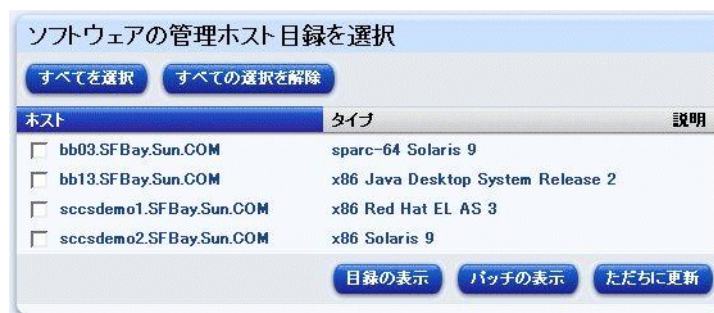 ソフトウェアの管理ホスト目録を選択
すべてを選択 すべての選択を解除
ホスト タイプ 説明
bb03.SFBay.Sun.COM sparc-64 Solaris 9
bb13.SFBay.Sun.COM x86 Java Desktop System Release 2
sccsdemo1.SFBay.Sun.COM x86 Red Hat EL AS 3
sccsdemo2.SFBay.Sun.COM x86 Solaris 9
目録の表示 パッチの表示 ただちに更新